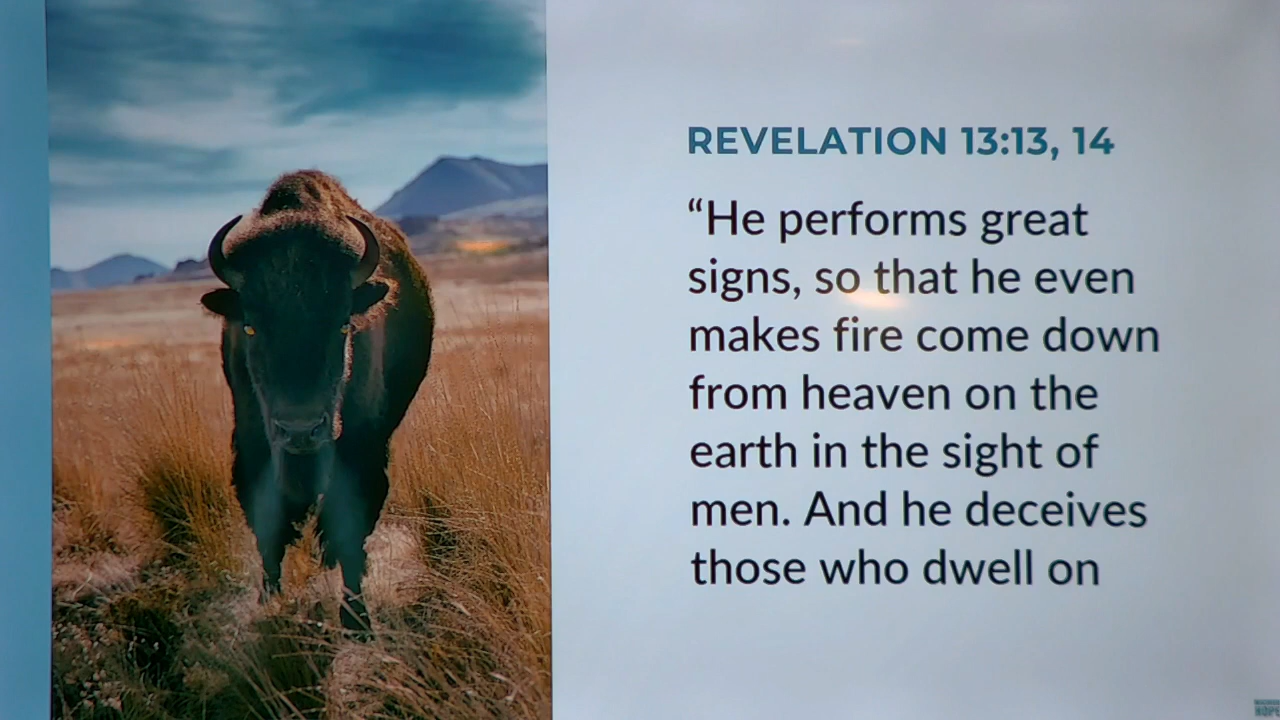 REVELATION 13:13, 14
“He performs great
signs, so that he even
makes fire come down
from heaven on the
earth in the sight of
men. And he deceives
those who dwell on